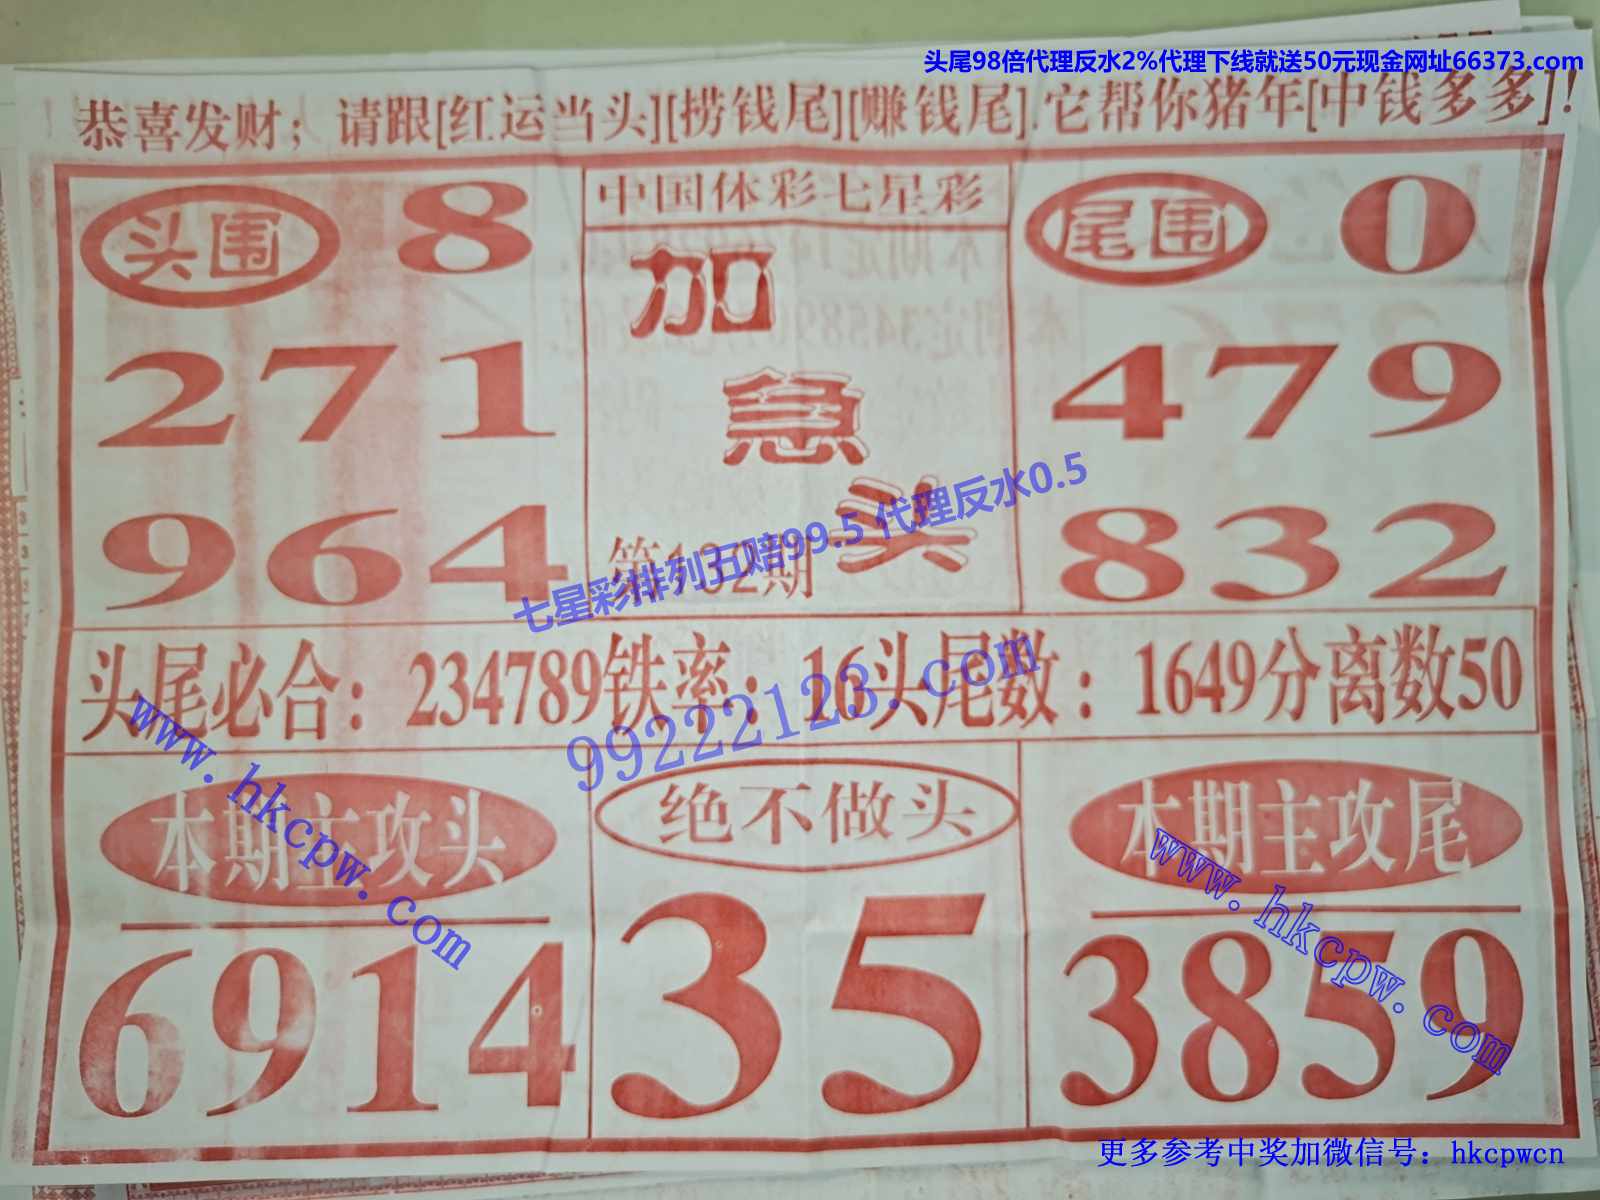 头尾98倍代理反水2%代理下线就送50元现金网址66373.com
恭喜发财；请跟[红运当头][捞钱尾][赚钱尾].它帮你猪年[中钱多多]！
头围 8
271
964
中国体彩七星彩
加
急
头
尾围 0
479
832
七星彩排列五赔99.5 代理反水0.5
头尾必合：234789铁率：16头尾数：1649分离数50
99222123.com
www.hkcpw.com
本期主攻头
6914
绝不做头
35
本期主攻尾
3859
www.hkcpw.com
更多参考中奖加微信号：hkcpwcn